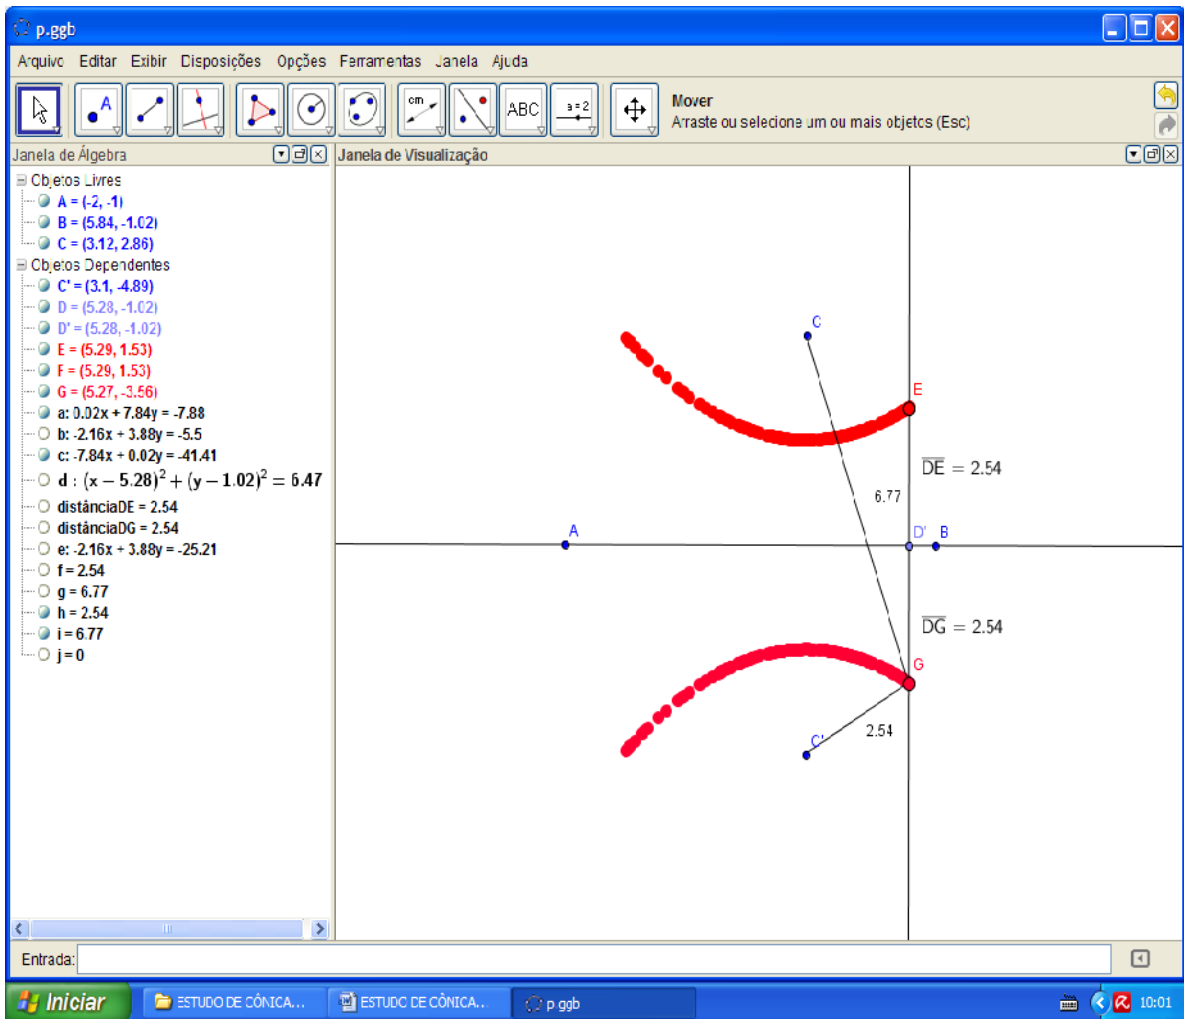 p.ggb
Arquivo Editar Exibir Disposições Opções Ferramentas Janela Ajuda
A
cm
ABC
a = 2
Mover
Arraste ou selecione um ou mais objetos (Esc)
Janela de Álgebra
Janela de Visualização
Objetos Livres
A = (-2, -1)
B = (5.84, -1.02)
C = (3.12, 2.86)
Objetos Dependentes
C' = (3.1, -4.89)
D = (5.28, -1.02)
D' = (5.28, -1.02)
E = (5.29, 1.53)
F = (5.29, 1.53)
G = (5.27, -3.56)
a: 0.02x + 7.84y = -7.88
b: -2.16x + 3.88y = -5.5
c: -7.84x + 0.02y = -41.41
d : (x – 5.28)² + (y – 1.02)² = 6.47
distânciaDE = 2.54
distânciaDG = 2.54
e: -2.16x + 3.88y = -25.21
f = 2.54
g = 6.77
h = 2.54
i = 6.77
j = 0
C
E
DE = 2.54
6.77
A
D'
B
DG = 2.54
G
2.54
C'
Entrada:
Iniciar
ESTUDO DE CÔNICA...
ESTUDO DE CÔNICA...
p.ggb
10:01